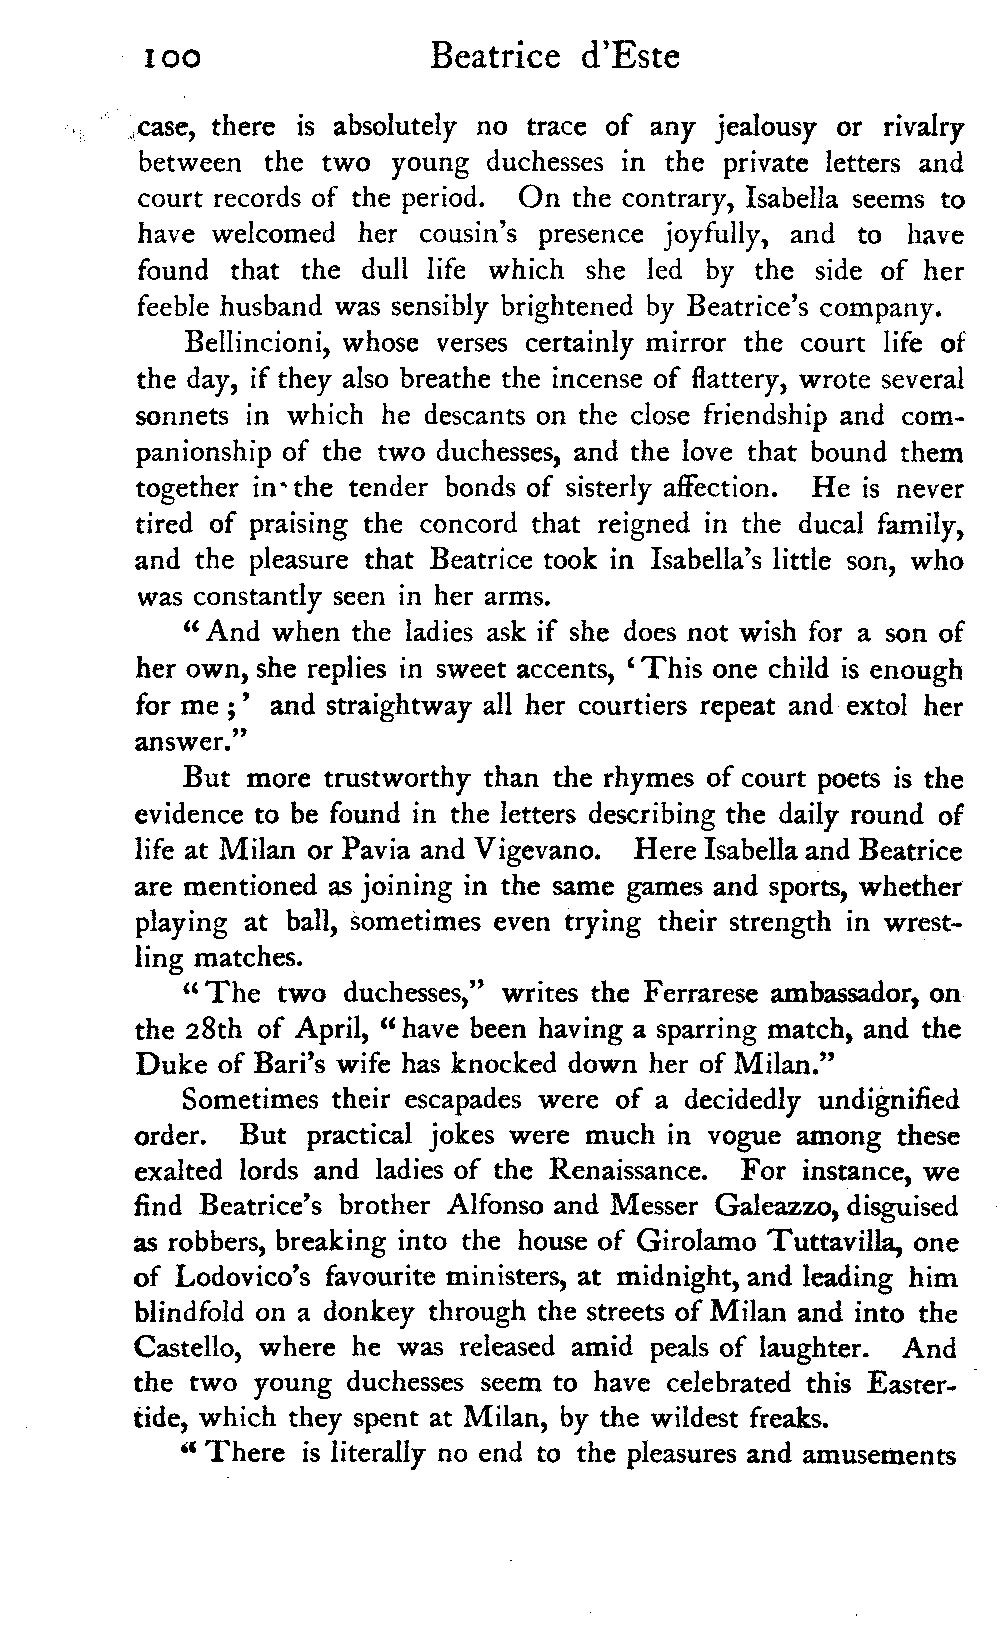 100 Beatrice d'Este
case, there is absolutely no trace of any jealousy or rivalry
between the two young duchesses in the private letters and
court records of the period. On the contrary, Isabella seems to
have welcomed her cousin's presence joyfully, and to have
found that the dull life which she led by the side of her
feeble husband was sensibly brightened by Beatrice's company.
Bellincioni, whose verses certainly mirror the court life of
the day, if they also breathe the incense of flattery, wrote several
sonnets in which he descants on the close friendship and com-
panionship of the two duchesses, and the love that bound them
together in the tender bonds of sisterly affection. He is never
tired of praising the concord that reigned in the ducal family,
and the pleasure that Beatrice took in Isabella's little son, who
was constantly seen in her arms.
"And when the ladies ask if she does not wish for a son of
her own, she replies in sweet accents, 'This one child is enough
for me;' and straightway all her courtiers repeat and extol her
answer."
But more trustworthy than the rhymes of court poets is the
evidence to be found in the letters describing the daily round of
life at Milan or Pavia and Vigevano. Here Isabella and Beatrice
are mentioned as joining in the same games and sports, whether
playing at ball, sometimes even trying their strength in wrest-
ling matches.
"The two duchesses," writes the Ferrarese ambassador, on
the 28th of April, "have been having a sparring match, and the
Duke of Bari's wife has knocked down her of Milan."
Sometimes their escapades were of a decidedly undignified
order. But practical jokes were much in vogue among these
exalted lords and ladies of the Renaissance. For instance, we
find Beatrice's brother Alfonso and Messer Galeazzo, disguised
as robbers, breaking into the house of Girolamo Tuttavilla, one
of Lodovico's favourite ministers, at midnight, and leading him
blindfold on a donkey through the streets of Milan and into the
Castello, where he was released amid peals of laughter. And
the two young duchesses seem to have celebrated this Easter-
tide, which they spent at Milan, by the wildest freaks.
"There is literally no end to the pleasures and amusements